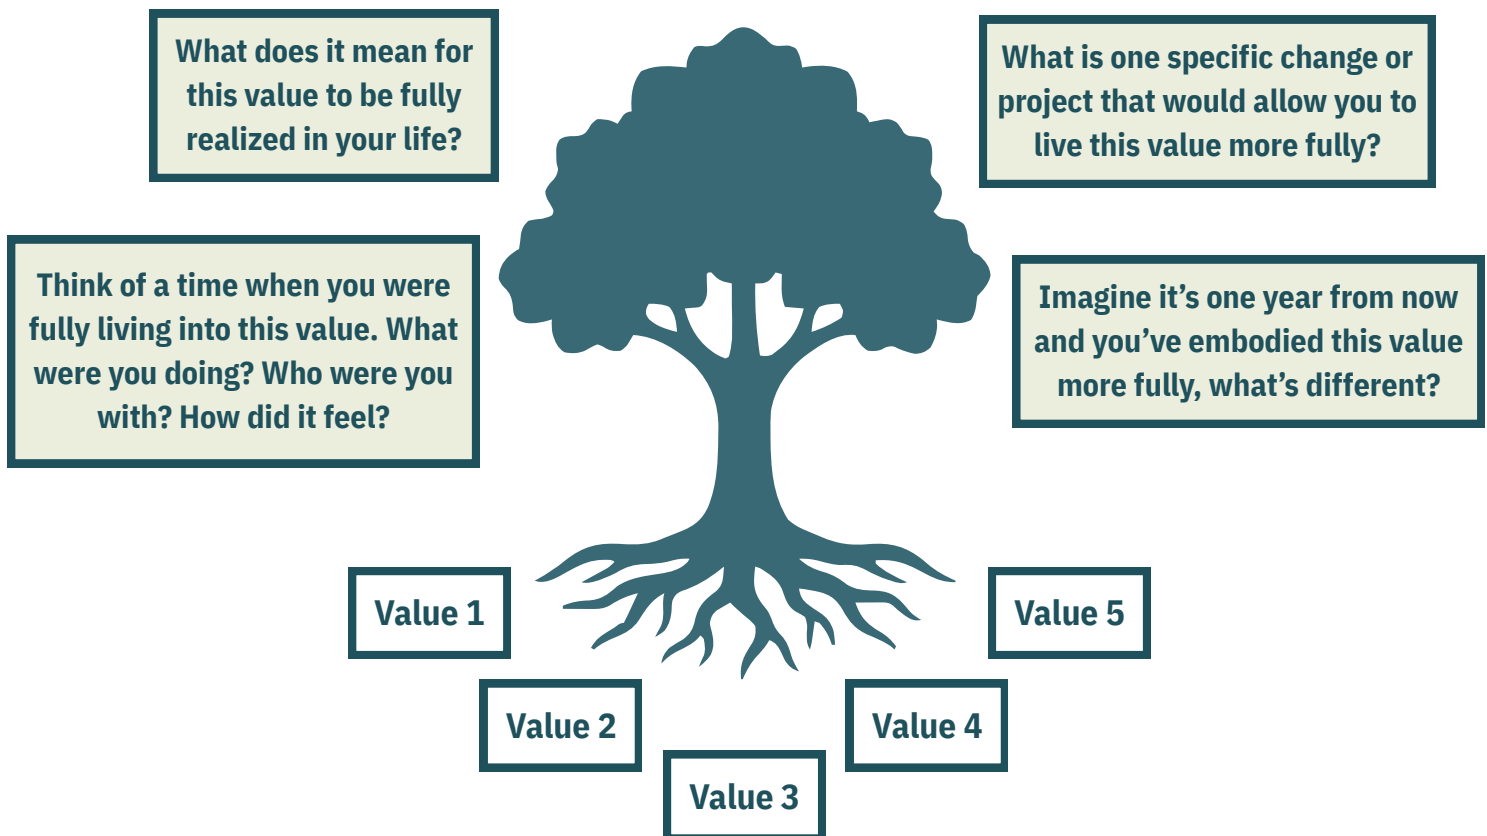 What does it mean for
this value to be fully
realized in your life?
What is one specific change or
project that would allow you to
live this value more fully?
Think of a time when you were
fully living into this value. What
were you doing? Who were you
with? How did it feel?
Imagine it’s one year from now
and you’ve embodied this value
more fully, what’s different?
Value 1
Value 5
Value 2
Value 4
Value 3